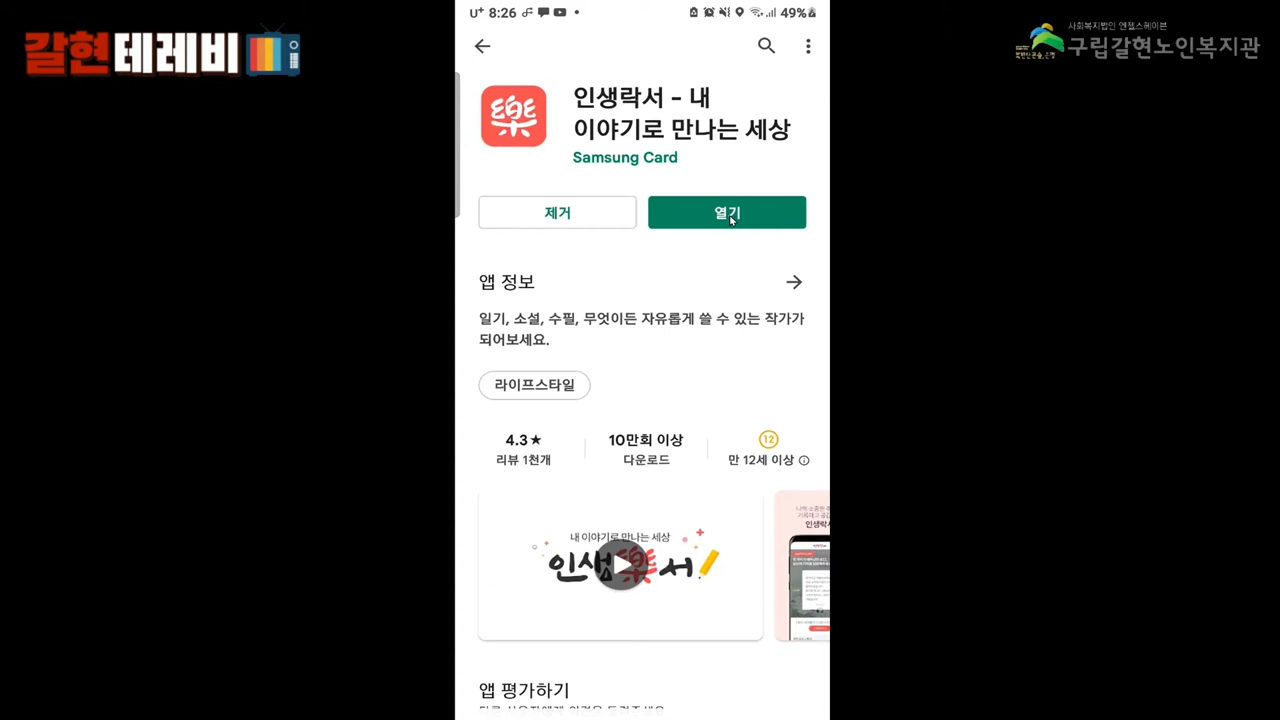 갈현테레비
사회복지법인 엔젤스헤이븐
구립갈현노인복지관
U+ 8:26
49%
인생락서 - 내
이야기로 만나는 세상
Samsung Card
樂
제거
열기
앱 정보
일기, 소설, 수필, 무엇이든 자유롭게 쓸 수 있는 작가가
되어보세요.
라이프스타일
4.3★
리뷰 1천개
10만회 이상
다운로드
12
만 12세 이상
내 이야기로 만나는 세상
인생樂서
인생락서
앱 평가하기